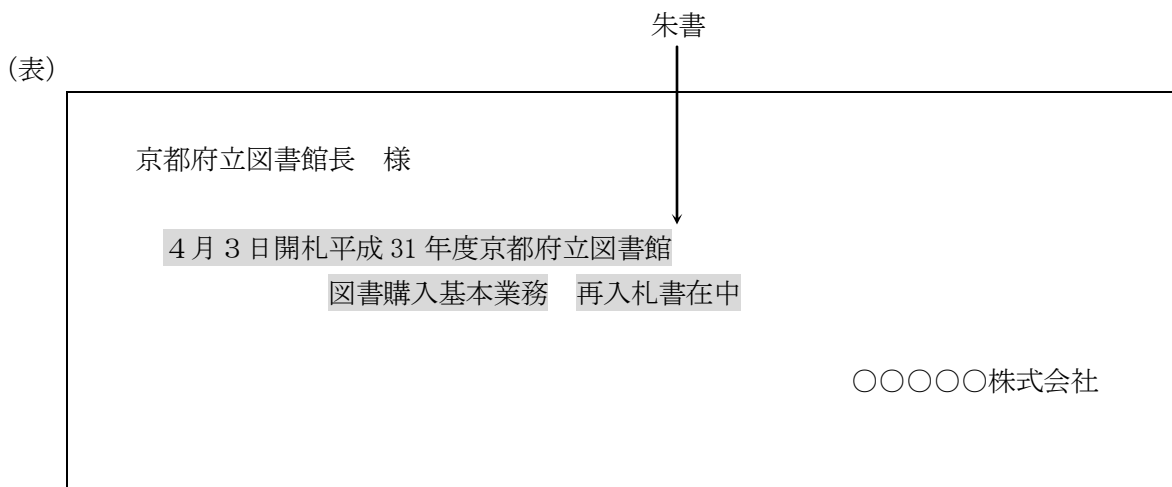 朱書
（表）
京都府立図書館長　様
４月３日開札平成 31 年度京都府立図書館
図書購入基本業務　再入札書在中
○○○○○株式会社